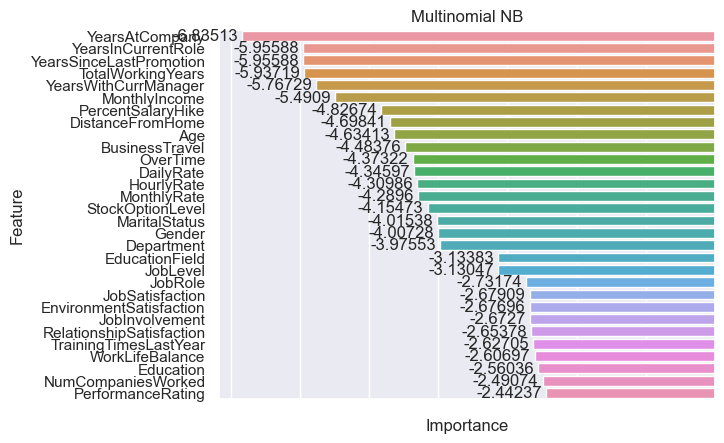 Multinomial NB
Feature
YearsAtCompany -6.83513
YearsInCurrentRole -5.95588
YearsSinceLastPromotion -5.95588
TotalWorkingYears -5.93719
YearsWithCurrManager -5.76729
MonthlyIncome -5.4909
PercentSalaryHike -4.82674
DistanceFromHome -4.69841
Age -4.63413
BusinessTravel -4.48376
OverTime -4.37322
DailyRate -4.34597
HourlyRate -4.30986
MonthlyRate -4.2896
StockOptionLevel -4.15473
MaritalStatus -4.01538
Gender -4.00728
Department -3.97553
EducationField -3.13383
JobLevel -3.13047
JobRole -2.73174
JobSatisfaction -2.67909
EnvironmentSatisfaction -2.67696
JobInvolvement -2.6727
RelationshipSatisfaction -2.65378
TrainingTimesLastYear -2.62705
WorkLifeBalance -2.60697
Education -2.56036
NumCompaniesWorked -2.49074
PerformanceRating -2.44237
Importance